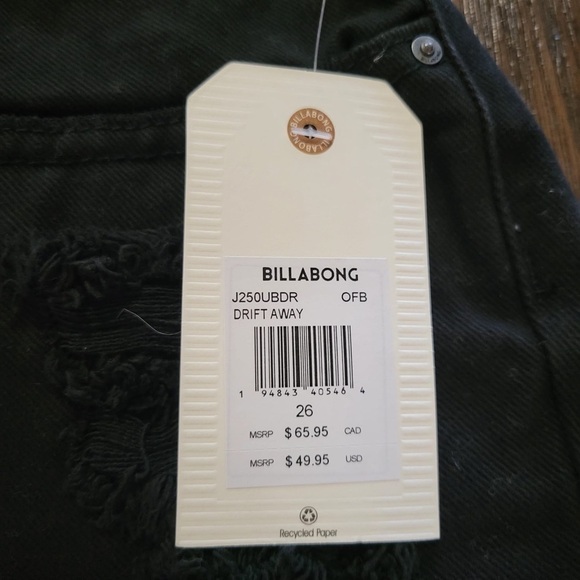 BILLABONG
BILLABONG
BILLABONG
J250UBDR OFB
DRIFT AWAY
1 94843 40546 4
26
MSRP $65.95 CAD
MSRP $49.95 USD
Recycled Paper